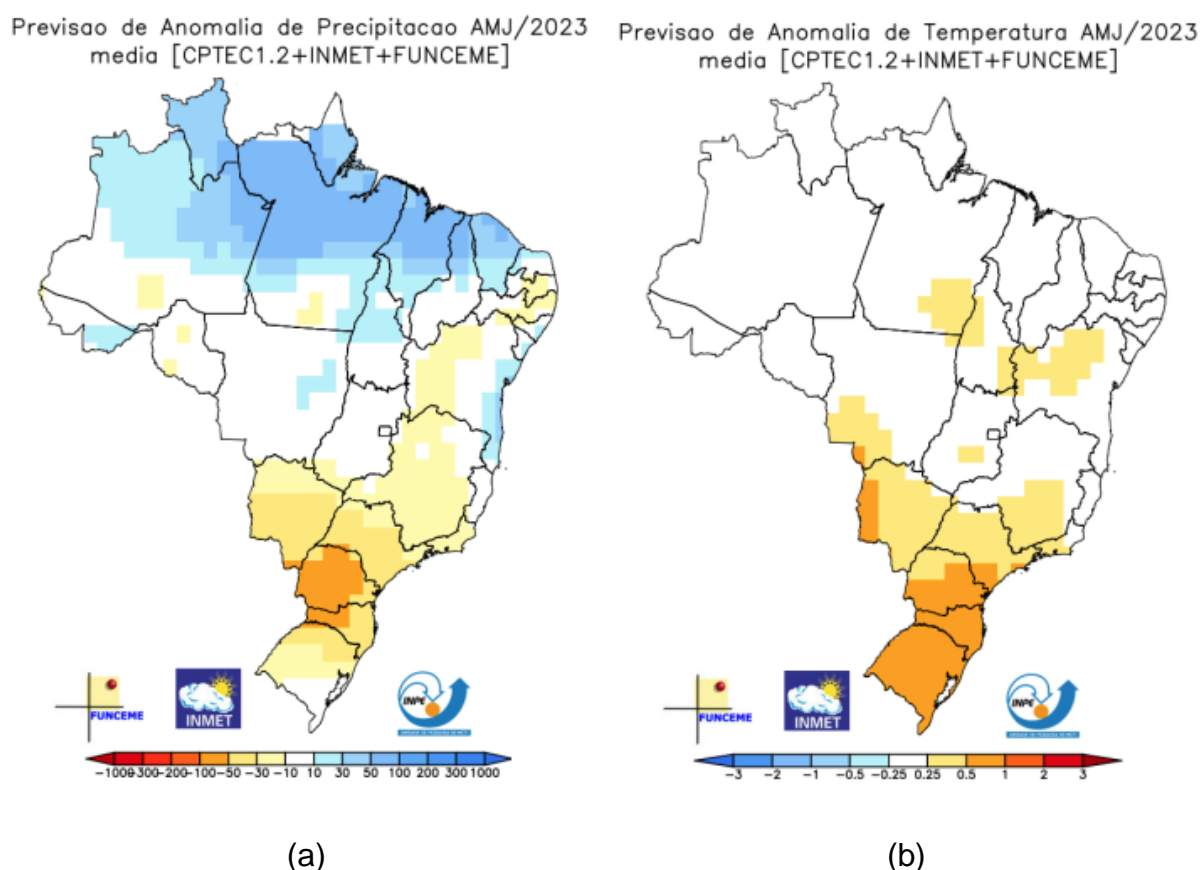 Previsao de Anomalia de Precipitacao AMJ/2023
media [CPTEC1.2+INMET+FUNCEME]
Previsao de Anomalia de Temperatura AMJ/2023
media [CPTEC1.2+INMET+FUNCEME]
FUNCEME
INMET
INPE
FUNCEME
INMET
INPE
-1000 -300 -200 -100 -50 -30 -10 10 30 50 100 200 300 1000
-3 -2 -1 -0.5 -0.25 0.25 0.5 1 2 3
(a)
(b)